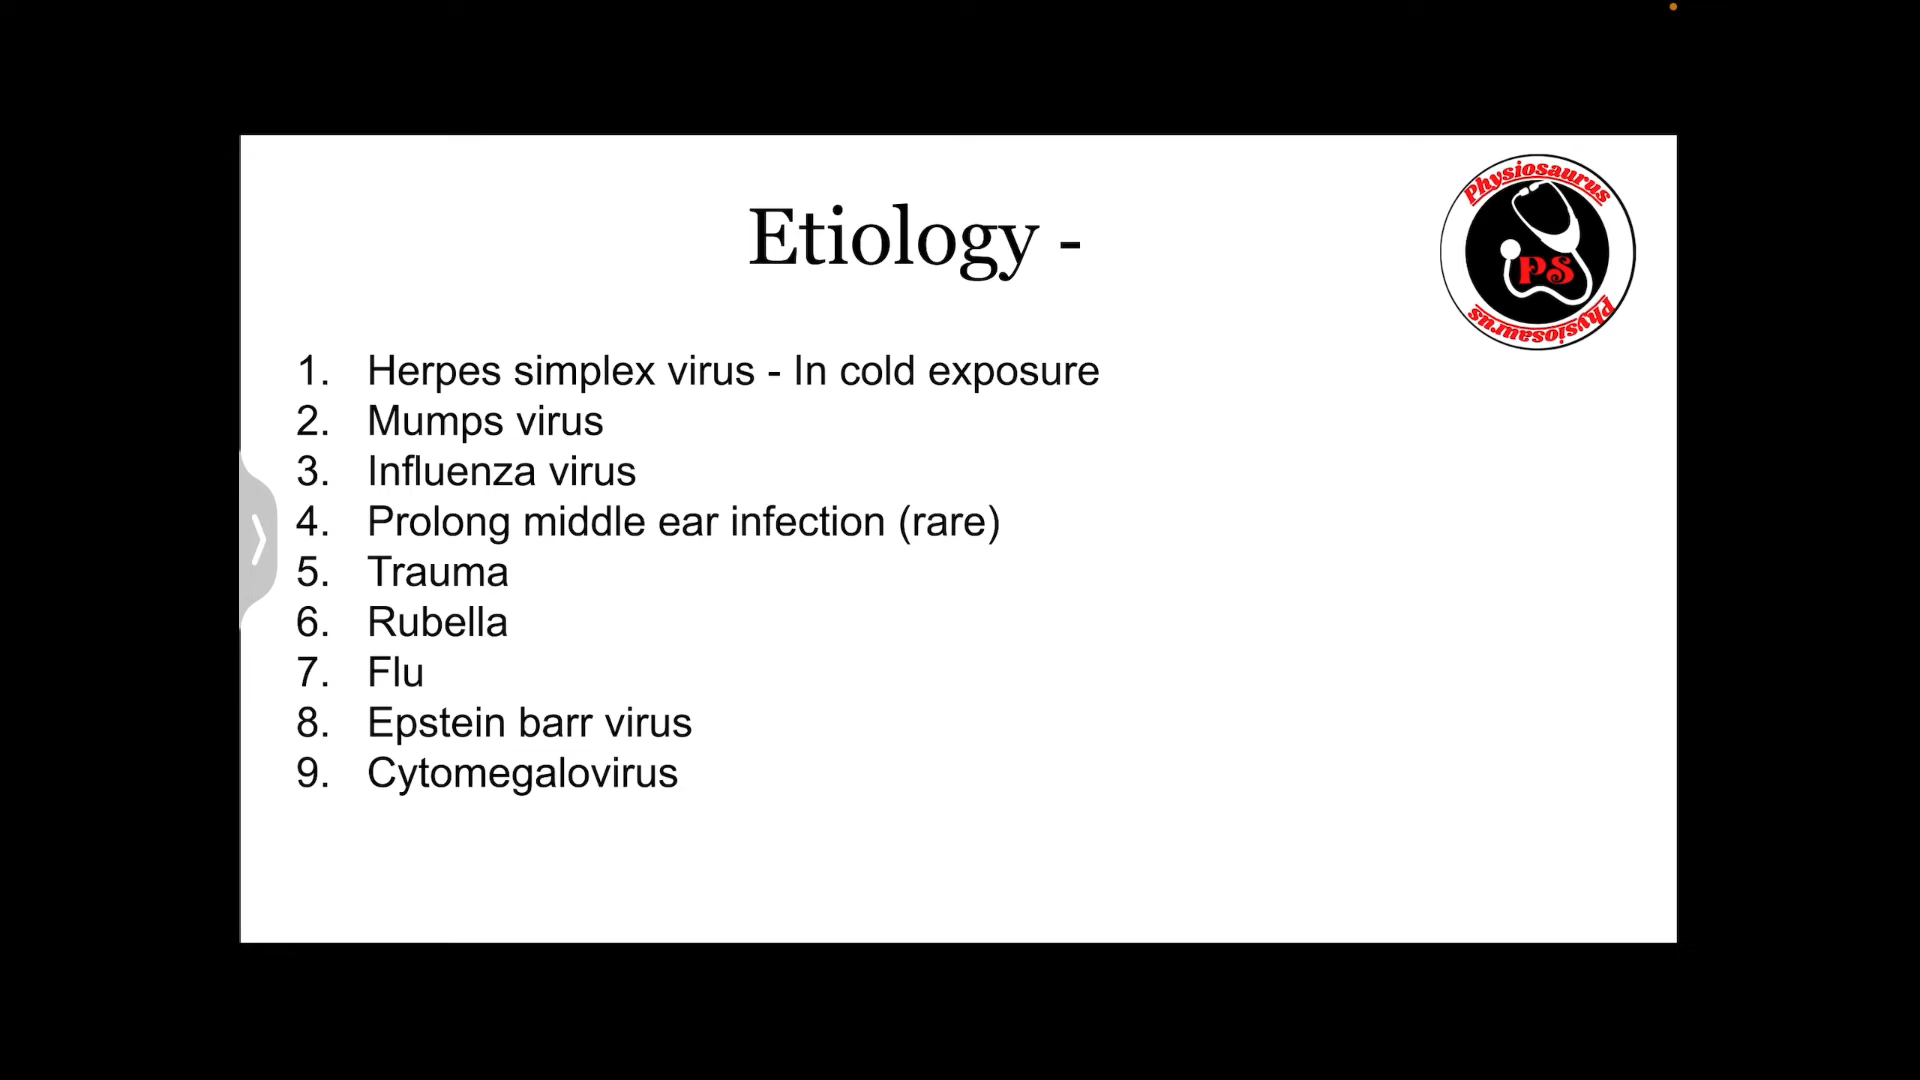 Etiology -
Physiosaurus
PS
Physiosaurus
1. Herpes simplex virus - In cold exposure
2. Mumps virus
3. Influenza virus
4. Prolong middle ear infection (rare)
5. Trauma
6. Rubella
7. Flu
8. Epstein barr virus
9. Cytomegalovirus